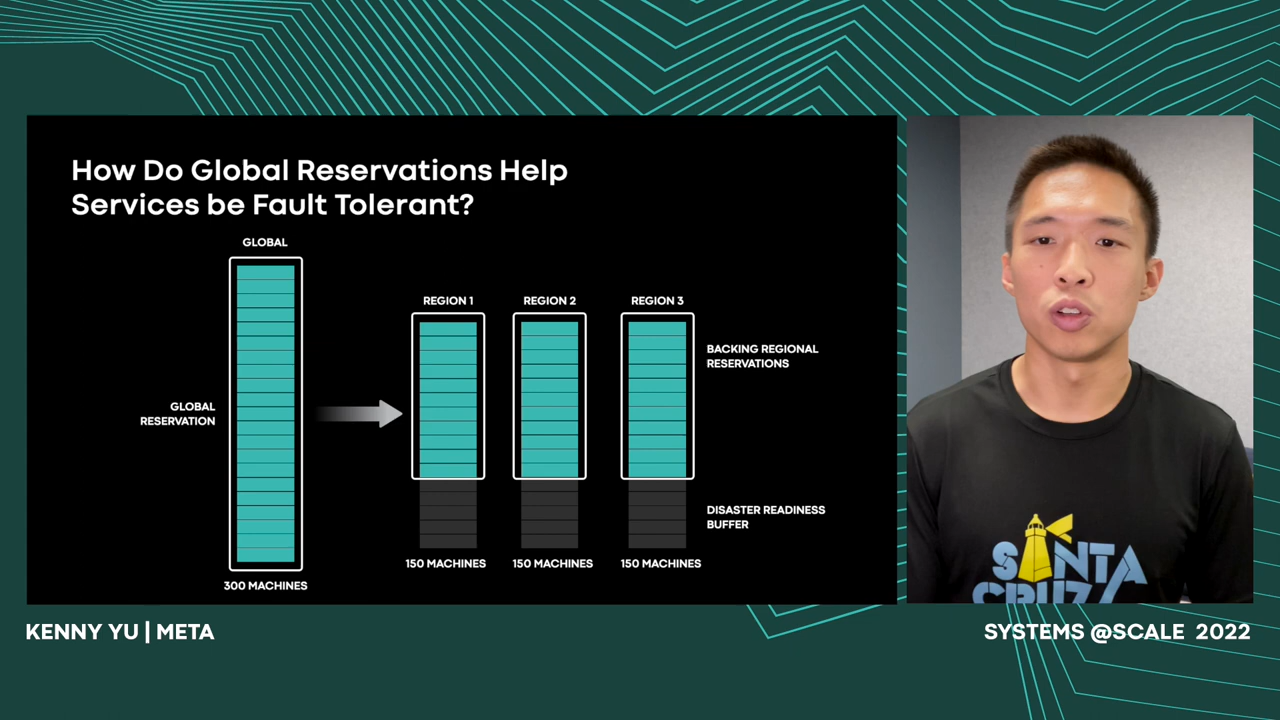 How Do Global Reservations Help
Services be Fault Tolerant?
GLOBAL
GLOBAL
RESERVATION
300 MACHINES
REGION 1
REGION 2
REGION 3
BACKING REGIONAL
RESERVATIONS
DISASTER READINESS
BUFFER
150 MACHINES
150 MACHINES
150 MACHINES
SANTA
CRUZ
KENNY YU | META
SYSTEMS @SCALE 2022